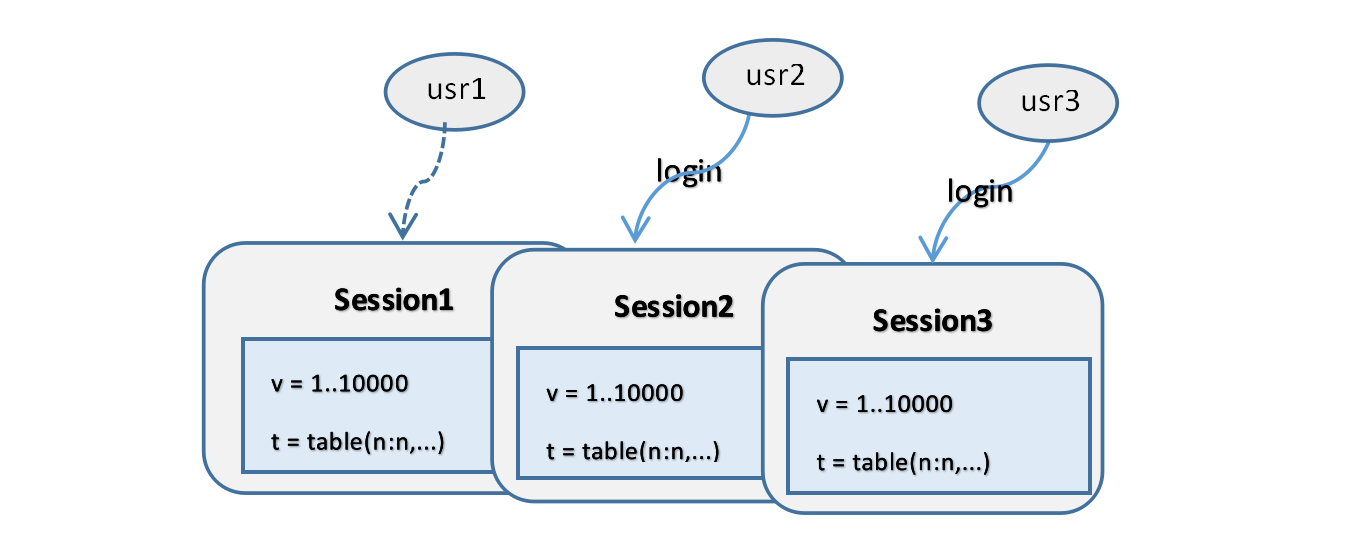 usr1
usr2
usr3
login
login
Session1
v = 1..10000
t = table(n:n,...)
Session2
v = 1..10000
t = table(n:n,...)
Session3
v = 1..10000
t = table(n:n,...)